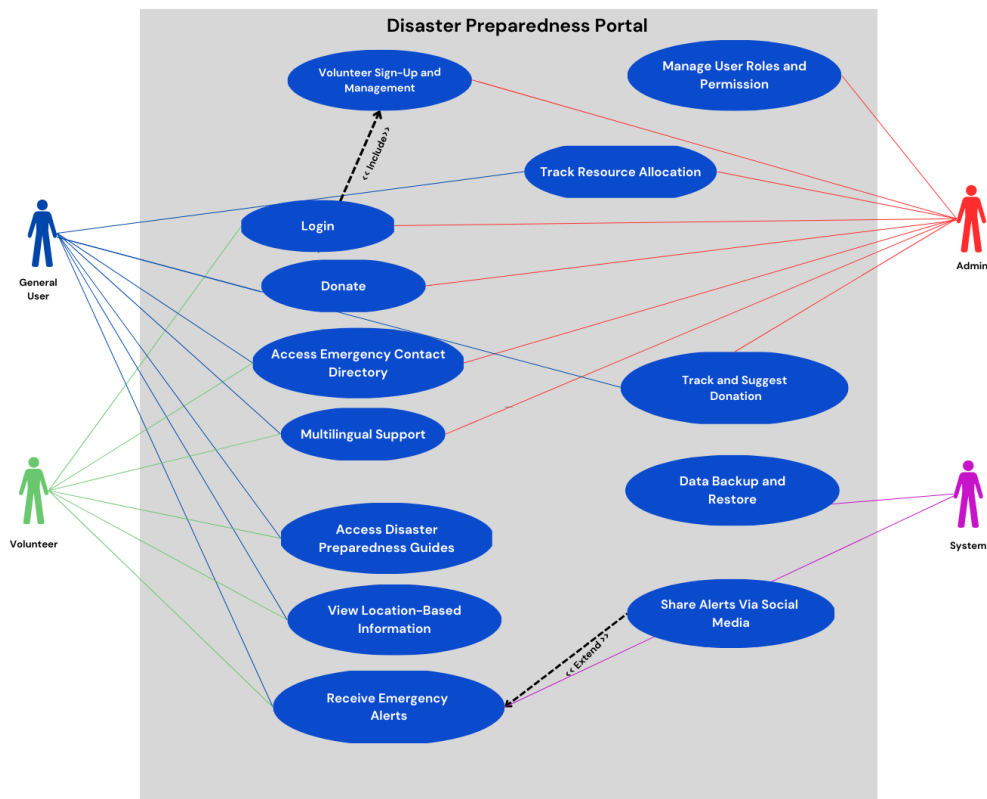 Disaster Preparedness Portal
Volunteer Sign-Up and
Management
Manage User Roles and
Permission
<< Include>>
Track Resource Allocation
Login
General
User
Admin
Donate
Access Emergency Contact
Directory
Track and Suggest
Donation
Multilingual Support
Data Backup and
Restore
Volunteer
System
Access Disaster
Preparedness Guides
View Location-Based
Information
Share Alerts Via Social
Media
<< Extend >>
Receive Emergency
Alerts